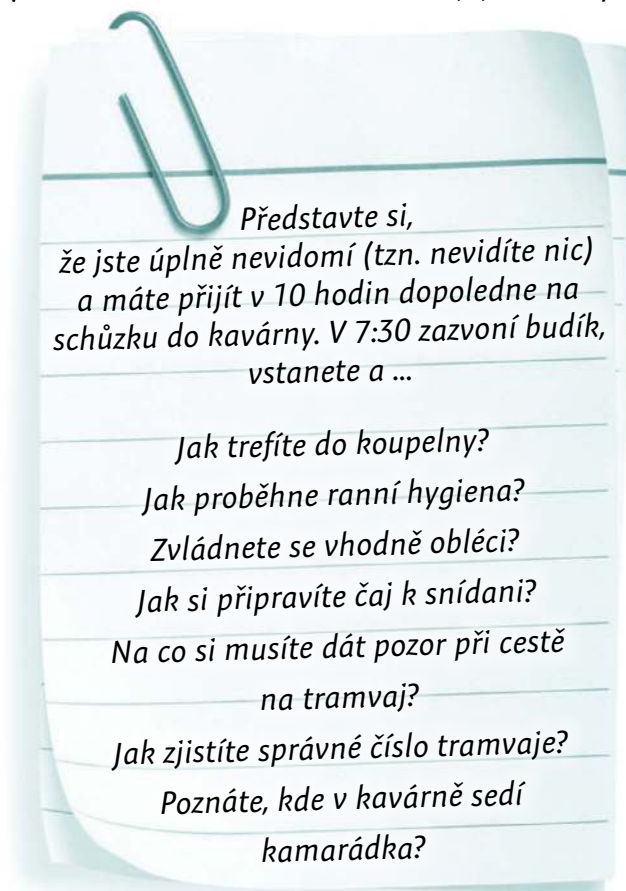 Představte si,
že jste úplně nevidomí (tzn. nevidíte nic)
a máte přijít v 10 hodin dopoledne na
schůzku do kavárny. V 7:30 zazvoní budík,
vstanete a ...
Jak trefíte do koupelny?
Jak proběhne ranní hygiena?
Zvládnete se vhodně obléci?
Jak si připravíte čaj k snídani?
Na co si musíte dát pozor při cestě
na tramvaj?
Jak zjistíte správné číslo tramvaje?
Poznáte, kde v kavárně sedí
kamarádka?